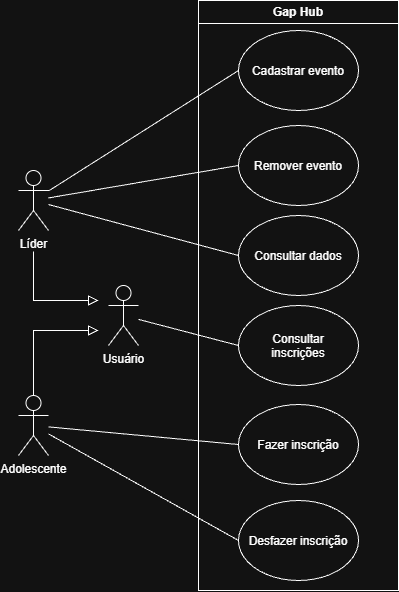 Gap Hub
Cadastrar evento
Remover evento
Líder
Consultar dados
Usuário
Consultar
inscrições
Fazer inscrição
Adolescente
Desfazer inscrição